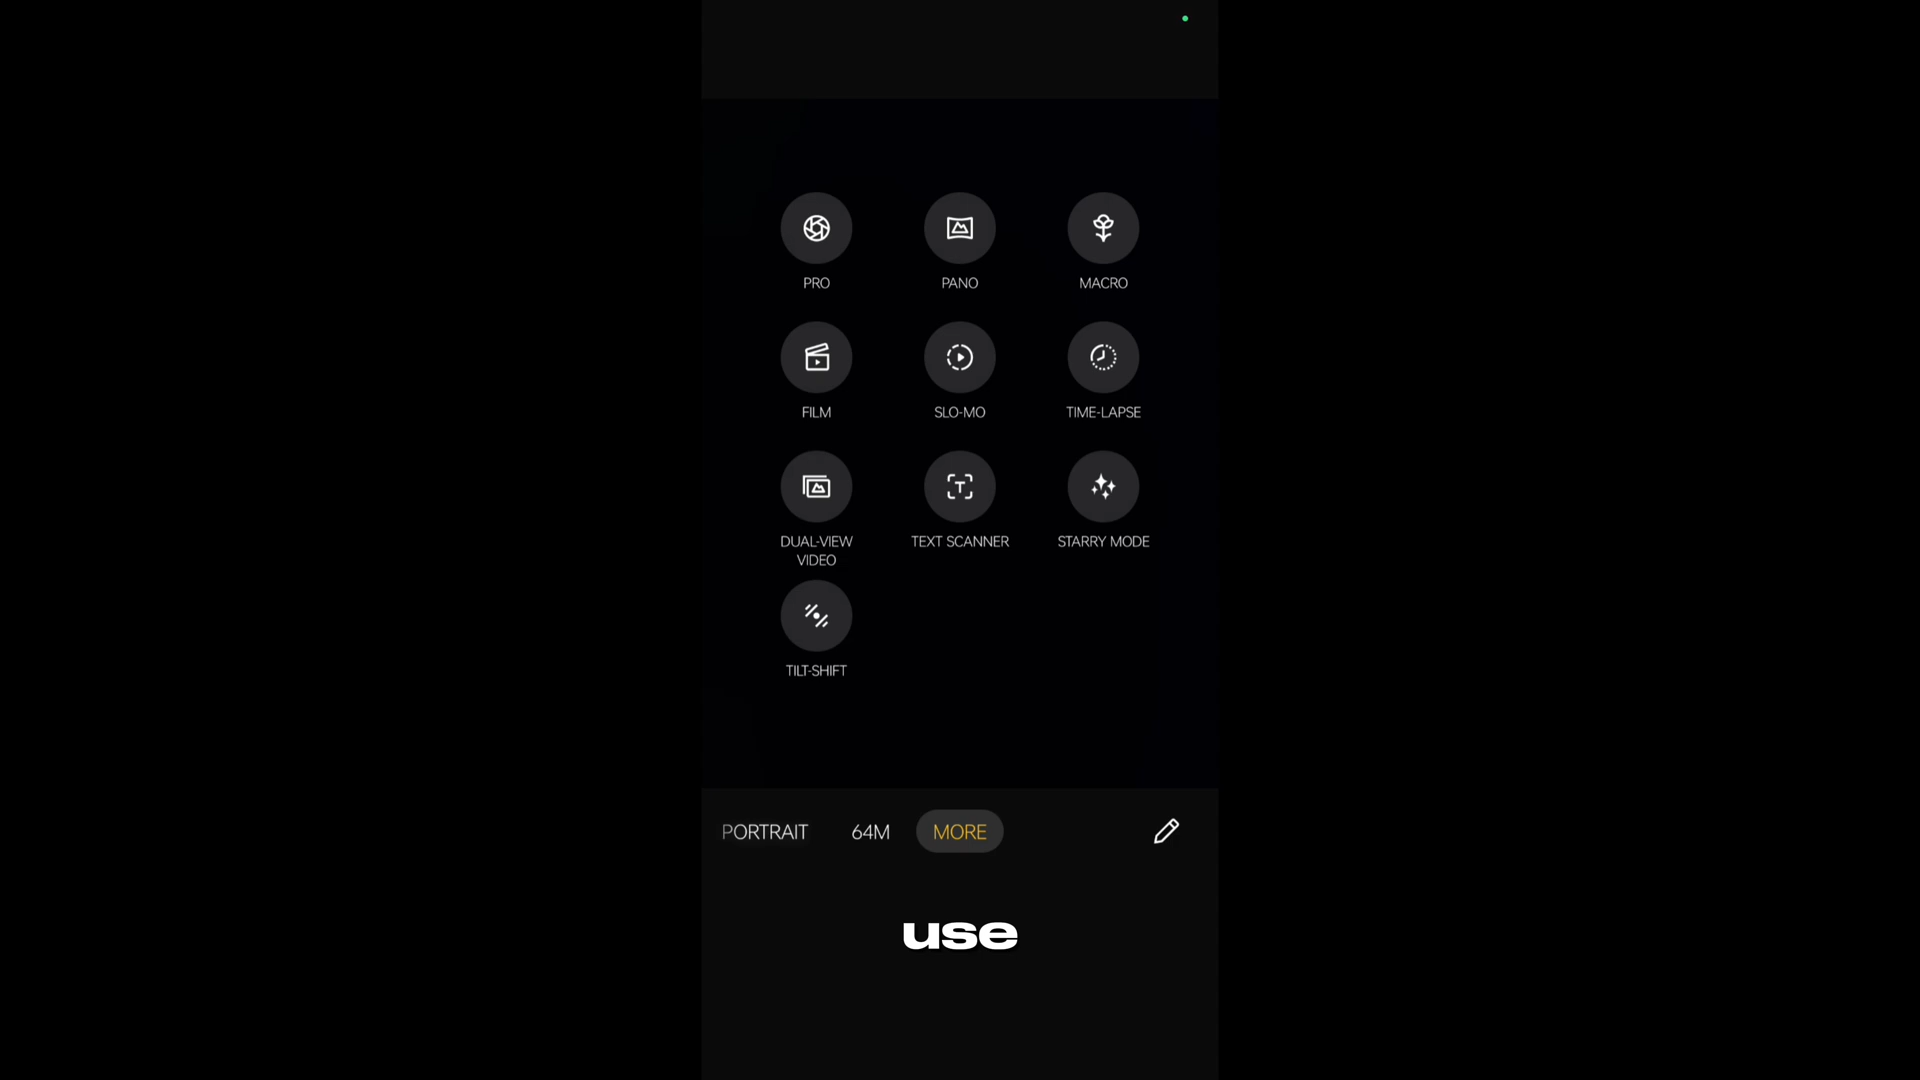 PRO
PANO
MACRO
FILM
SLO-MO
TIME-LAPSE
DUAL-VIEW
VIDEO
TEXT SCANNER
STARRY MODE
TILT-SHIFT
PORTRAIT
64M
MORE
use